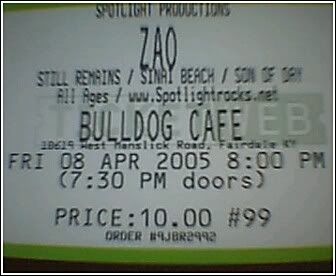 SPOTLIGHT PRODUCTIONS
ZAO
STILL REMAINS / SINAI BEACH / SON OF DAY
All Ages / www.Spotlightrocks.net
WEB
BULLDOG CAFE
10619 West Manslick Road, Fairdale KY
FRI 08 APR 2005 8:00 PM
(7:30 PM doors)
PRICE:10.00 #99
ORDER #9JBR2992